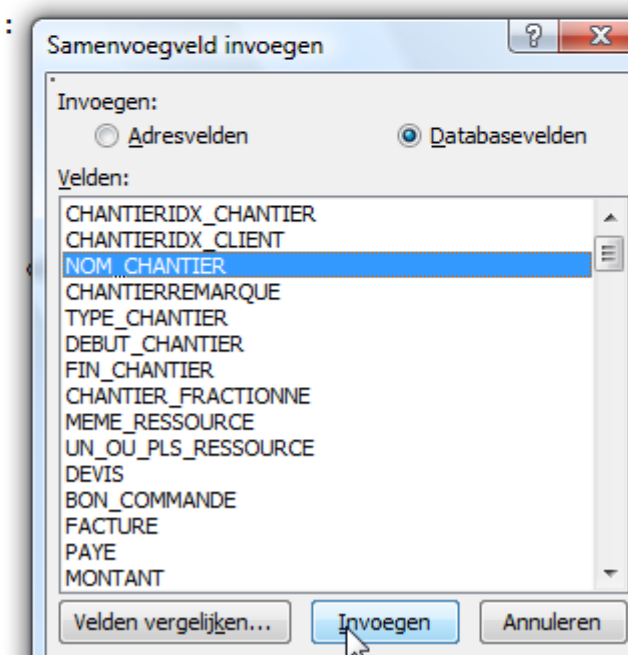 :
Samenvoegveld invoegen
Invoegen:
Adresvelden Databasevelden
Velden:
CHANTIERIDX_CHANTIER
CHANTIERIDX_CLIENT
NOM_CHANTIER
CHANTIERREMARQUE
TYPE_CHANTIER
DEBUT_CHANTIER
FIN_CHANTIER
CHANTIER_FRACTIONNE
MEME_RESSOURCE
UN_OU_PLS_RESSOURCE
DEVIS
BON_COMMANDE
FACTURE
PAYE
MONTANT
Velden vergelijken... Invoegen Annuleren